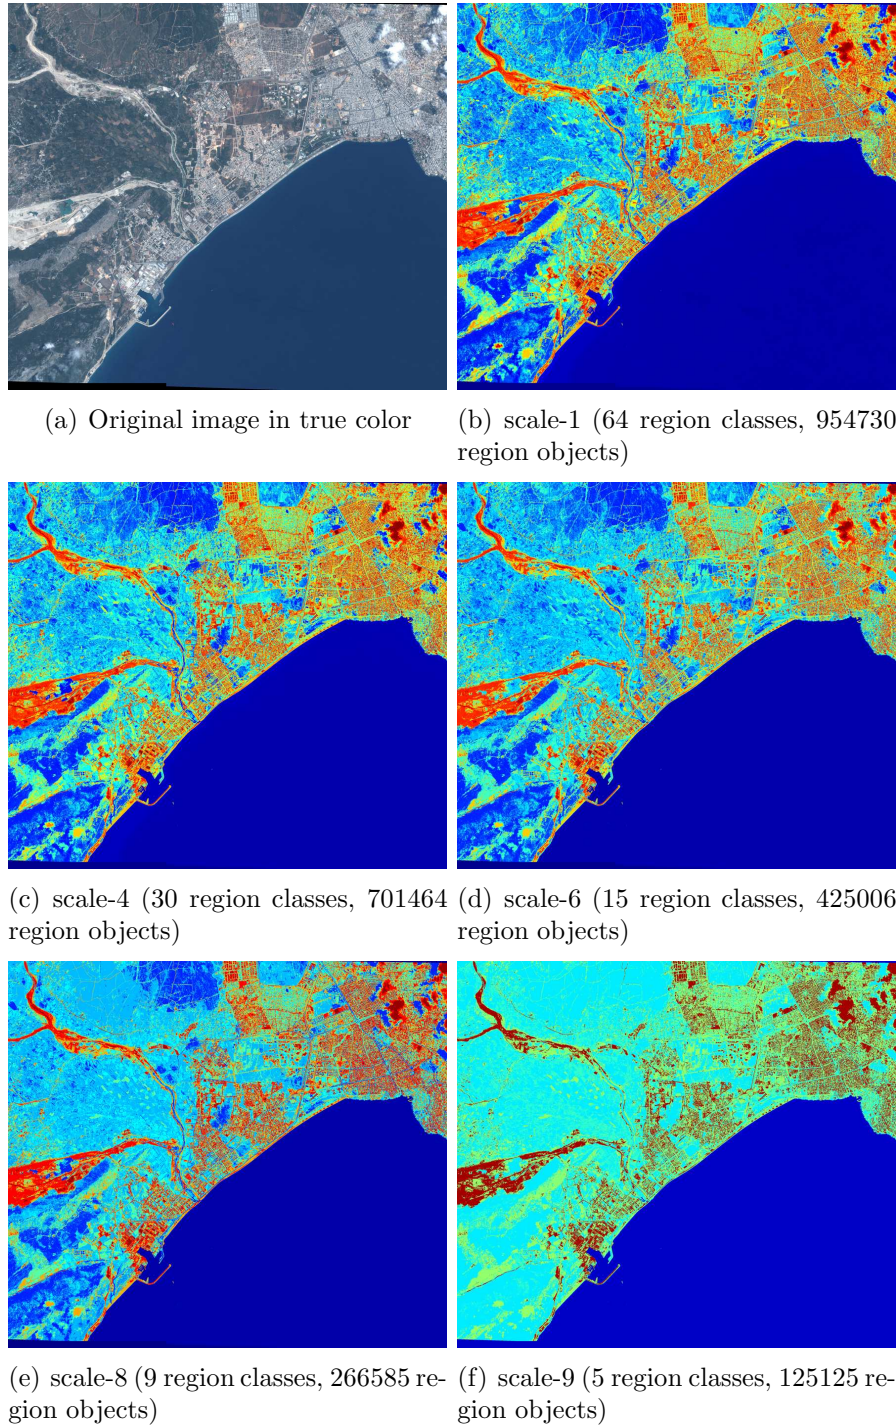 (a) Original image in true color
(b) scale-1 (64 region classes, 954730
region objects)
(c) scale-4 (30 region classes, 701464
region objects)
(d) scale-6 (15 region classes, 425006
region objects)
(e) scale-8 (9 region classes, 266585 re-
gion objects)
(f) scale-9 (5 region classes, 125125 re-
gion objects)